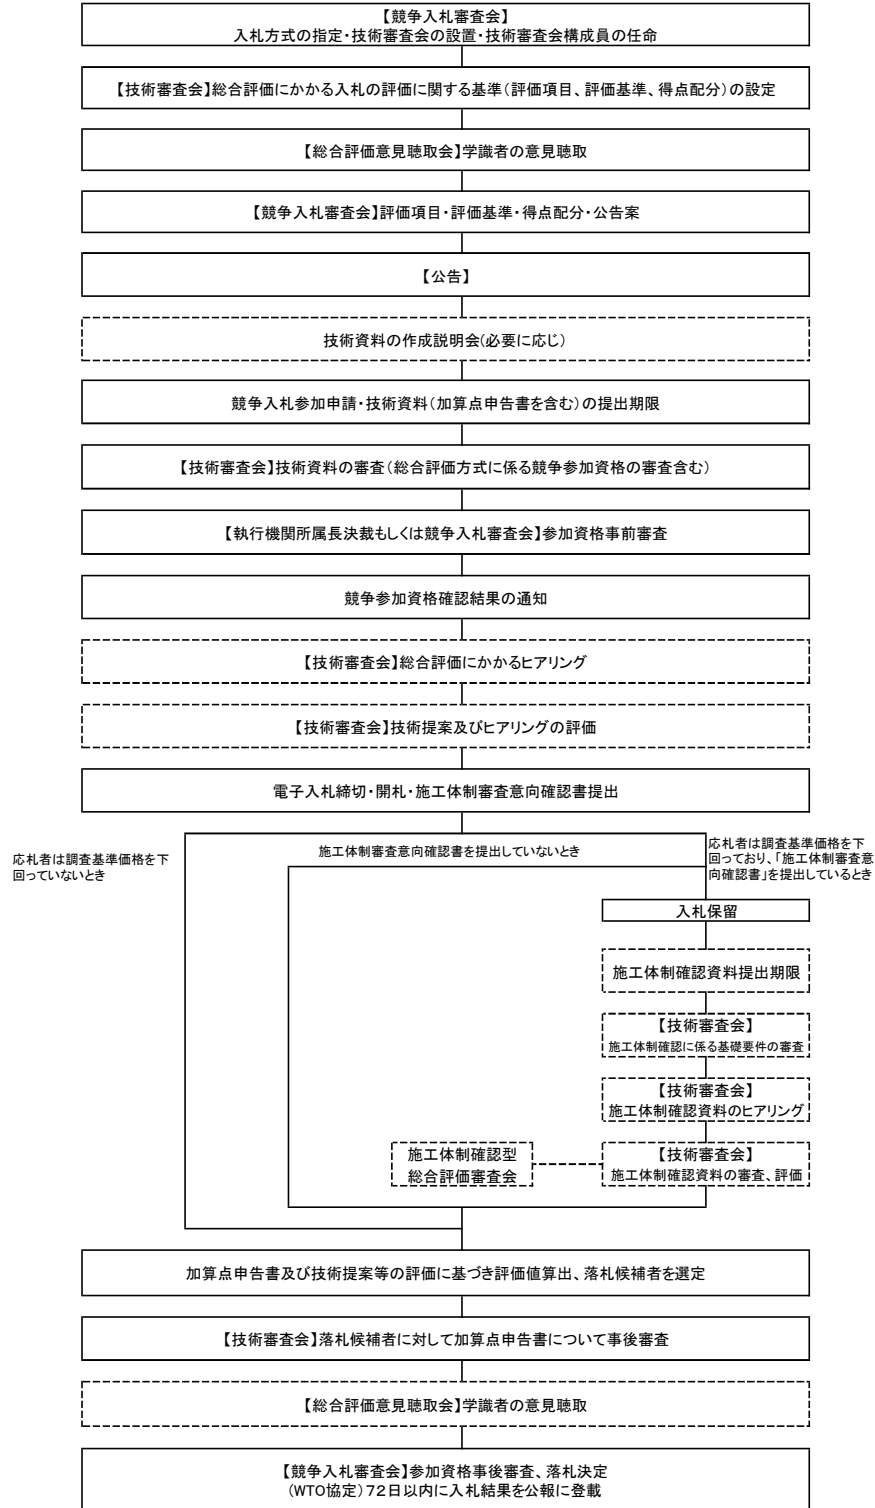 【競争入札審査会】
入札方式の指定・技術審査会の設置・技術審査会構成員の任命
【技術審査会】総合評価にかかる入札の評価に関する基準(評価項目、評価基準、得点配分)の設定
【総合評価意見聴取会】学識者の意見聴取
【競争入札審査会】評価項目・評価基準・得点配分・公告案
【公告】
技術資料の作成説明会(必要に応じ)
競争入札参加申請・技術資料(加算点申告書を含む)の提出期限
【技術審査会】技術資料の審査(総合評価方式に係る競争参加資格の審査含む)
【執行機関所属長決裁もしくは競争入札審査会】参加資格事前審査
競争参加資格確認結果の通知
【技術審査会】総合評価にかかるヒアリング
【技術審査会】技術提案及びヒアリングの評価
電子入札締切・開札・施工体制審査意向確認書提出
応札者は調査基準価格を下
回っていないとき
施工体制審査意向確認書を提出していないとき
応札者は調査基準価格を下
回っており、「施工体制審査意
向確認書」を提出しているとき
入札保留
施工体制確認資料提出期限
【技術審査会】
施工体制確認に係る基礎要件の審査
【技術審査会】
施工体制確認資料のヒアリング
施工体制確認型
総合評価審査会
【技術審査会】
施工体制確認資料の審査、評価
加算点申告書及び技術提案等の評価に基づき評価値算出、落札候補者を選定
【技術審査会】落札候補者に対して加算点申告書について事後審査
【総合評価意見聴取会】学識者の意見聴取
【競争入札審査会】参加資格事後審査、落札決定
(WTO協定)72日以内に入札結果を公報に登載